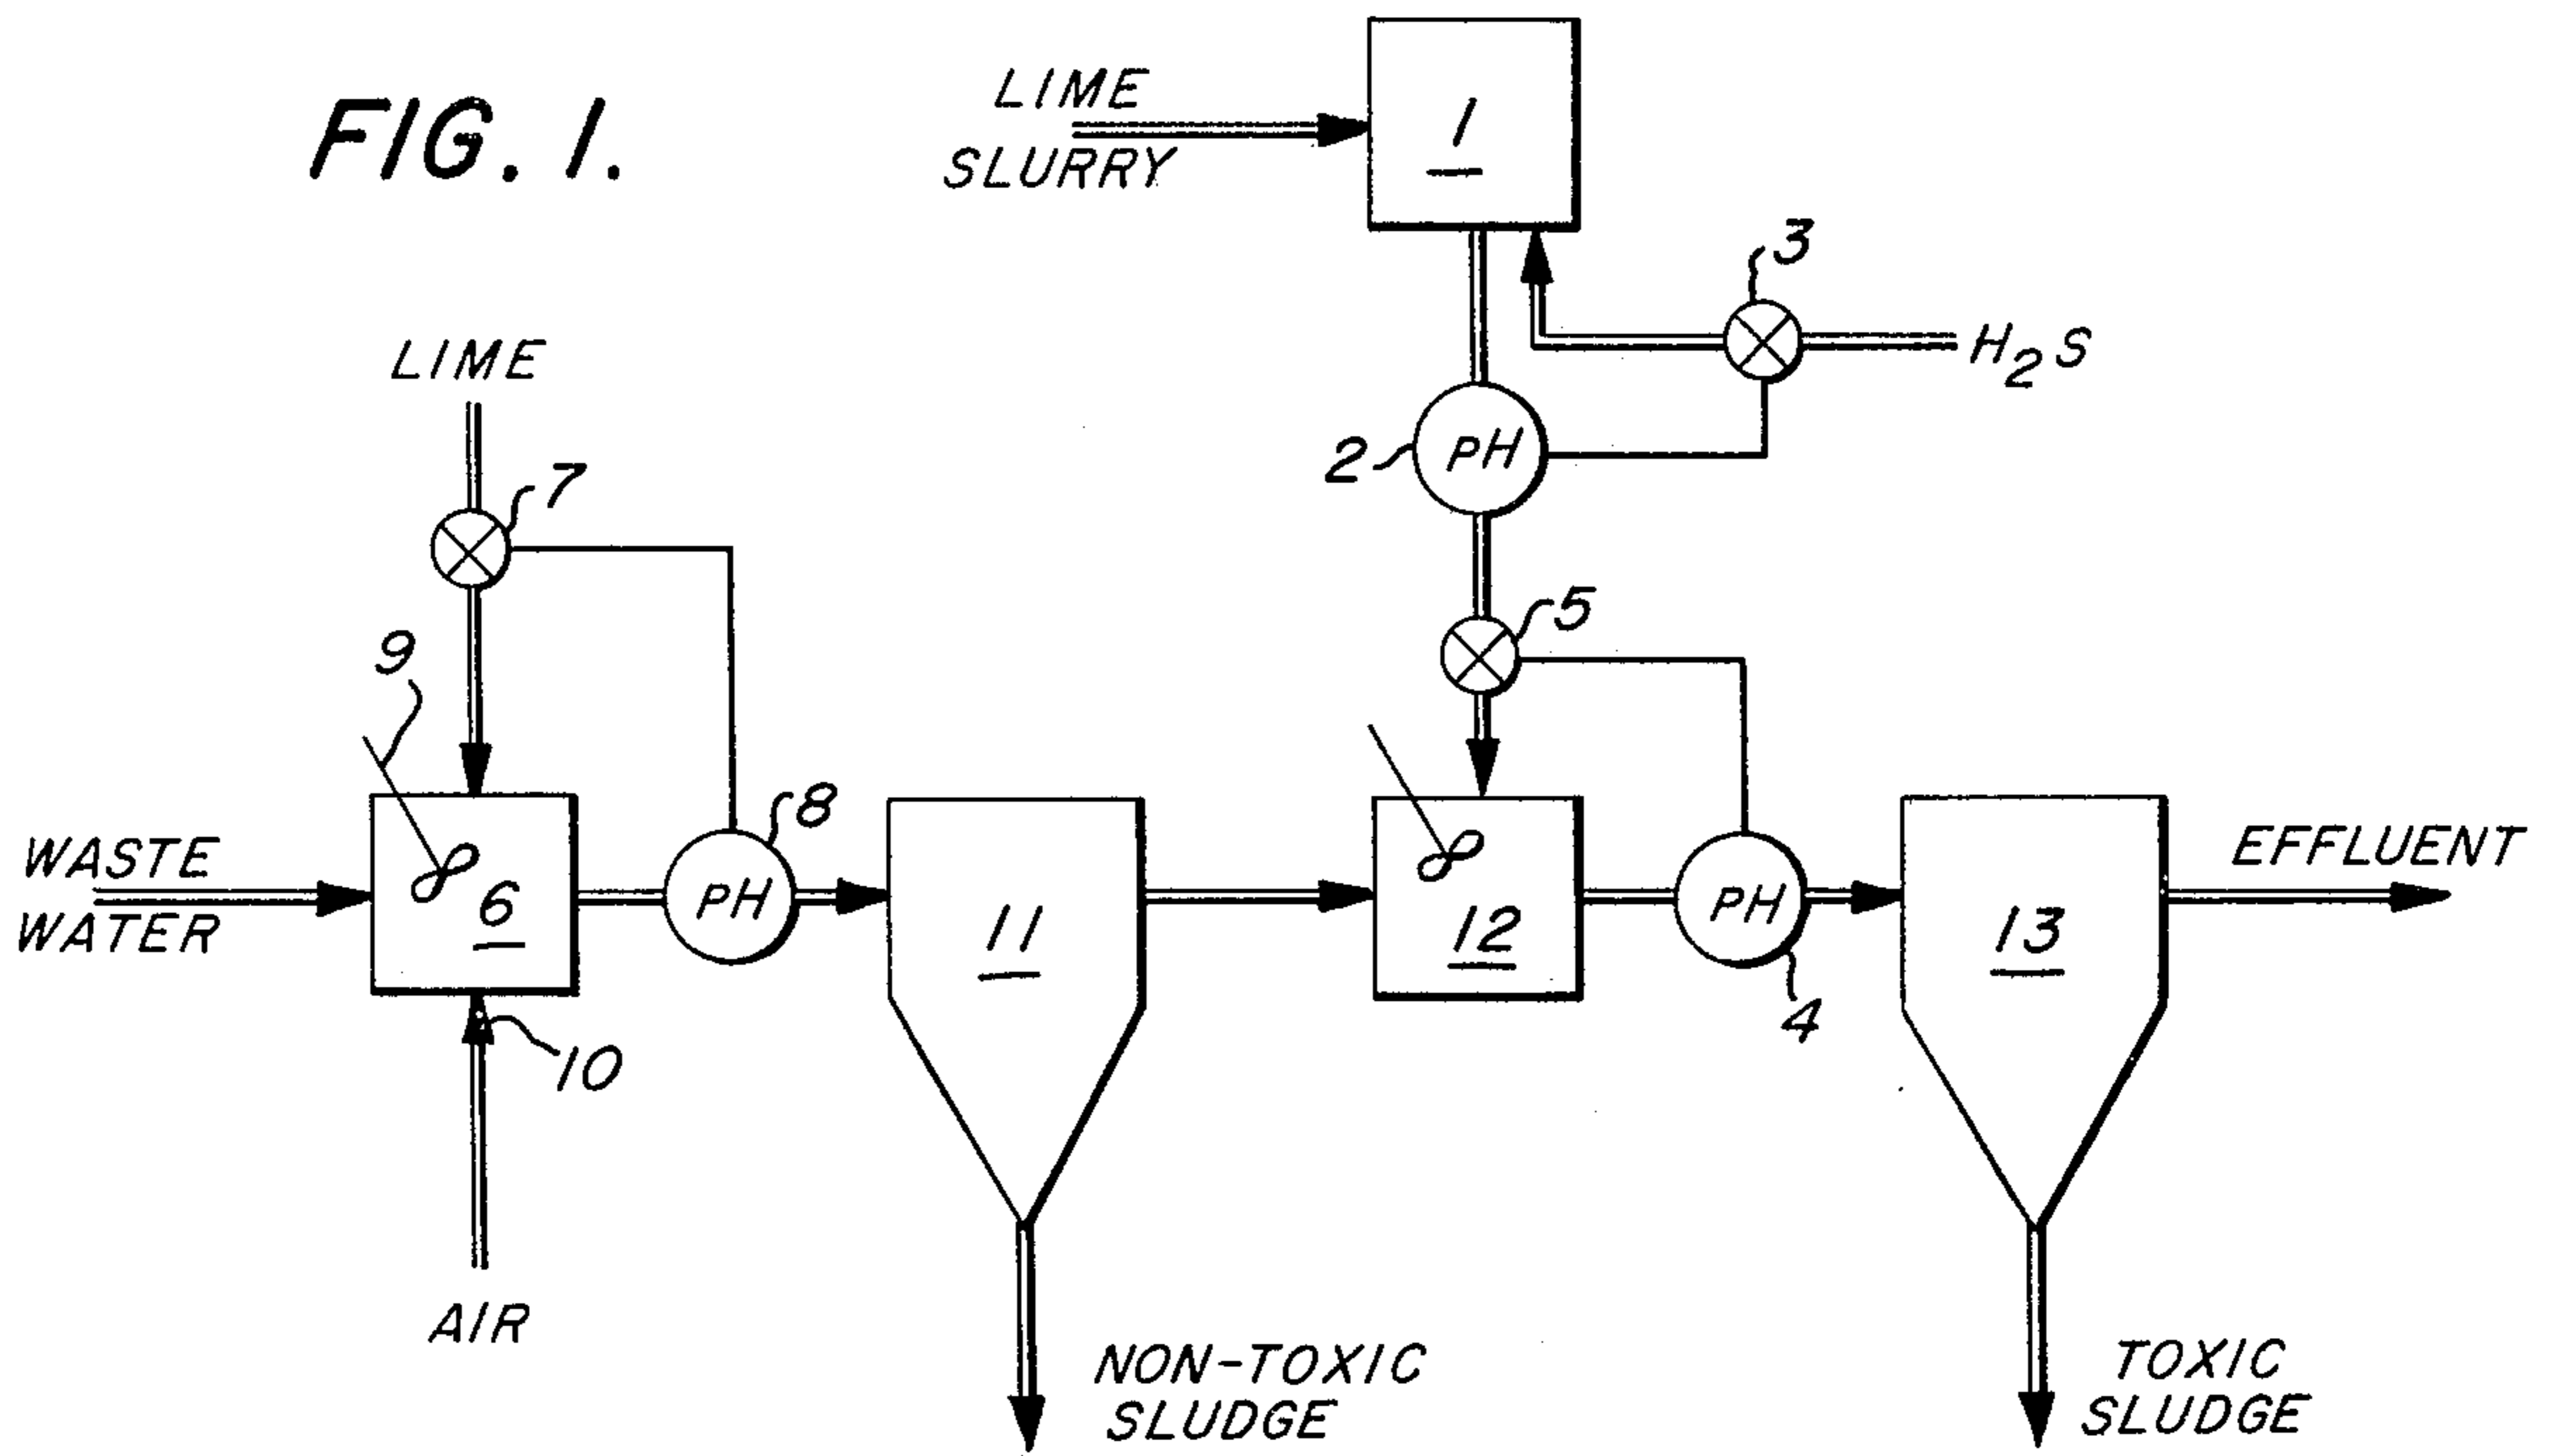 FIG. 1.
LIME
SLURRY
1
3
H2S
LIME
2
pH
7
5
9
8
WASTE
WATER
6
pH
11
12
pH
13
EFFLUENT
4
10
AIR
NON-TOXIC
SLUDGE
TOXIC
SLUDGE